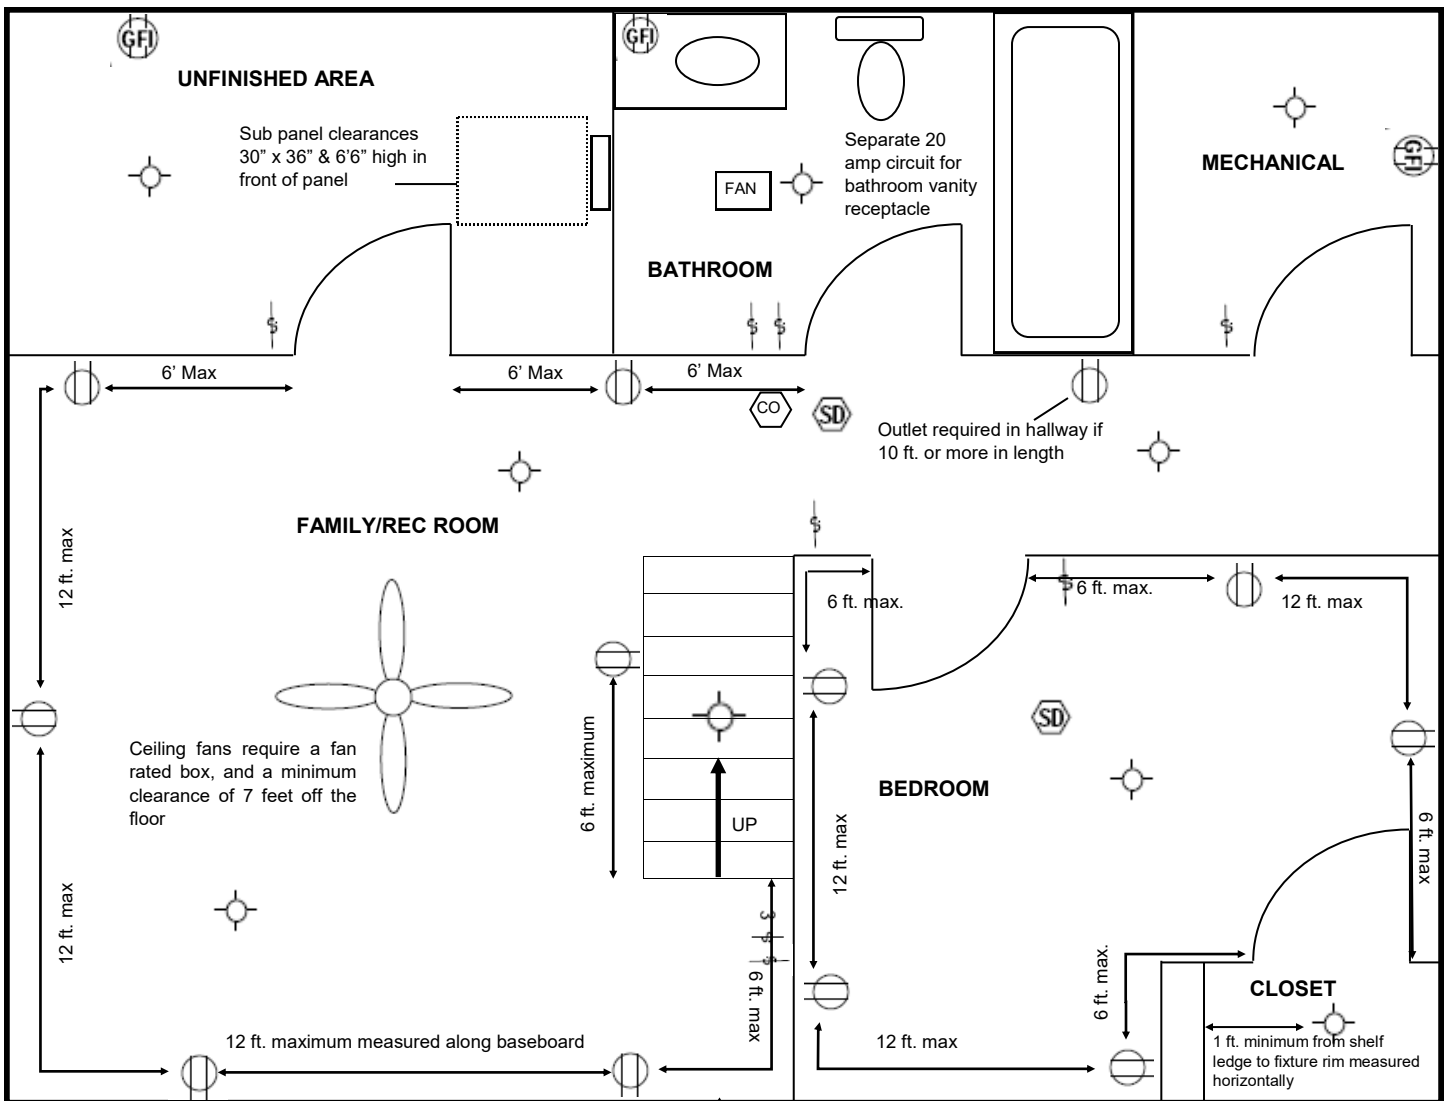 GFI
GFI
UNFINISHED AREA
Sub panel clearances
30” x 36” & 6’6” high in
front of panel
Separate 20
amp circuit for
bathroom vanity
receptacle
FAN
BATHROOM
MECHANICAL
GFI
$
$ $
$
6’ Max
6’ Max
6’ Max
CO
SD
Outlet required in hallway if
10 ft. or more in length
FAMILY/REC ROOM
12 ft. max
$
6 ft. max.
$
6 ft. max.
12 ft. max
SD
6 ft. maximum
Ceiling fans require a fan
rated box, and a minimum
clearance of 7 feet off the
floor
UP
BEDROOM
12 ft. max
6 ft. max
12 ft. max
3
$
$
6 ft. max
6 ft. max.
CLOSET
12 ft. maximum measured along baseboard
12 ft. max
1 ft. minimum from shelf
ledge to fixture rim measured
horizontally